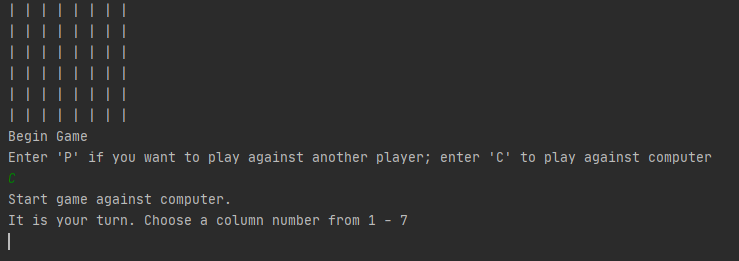 | | | | | | | |
| | | | | | | |
| | | | | | | |
| | | | | | | |
| | | | | | | |
| | | | | | | |
Begin Game
Enter 'P' if you want to play against another player; enter 'C' to play against computer
C
Start game against computer.
It is your turn. Choose a column number from 1 - 7